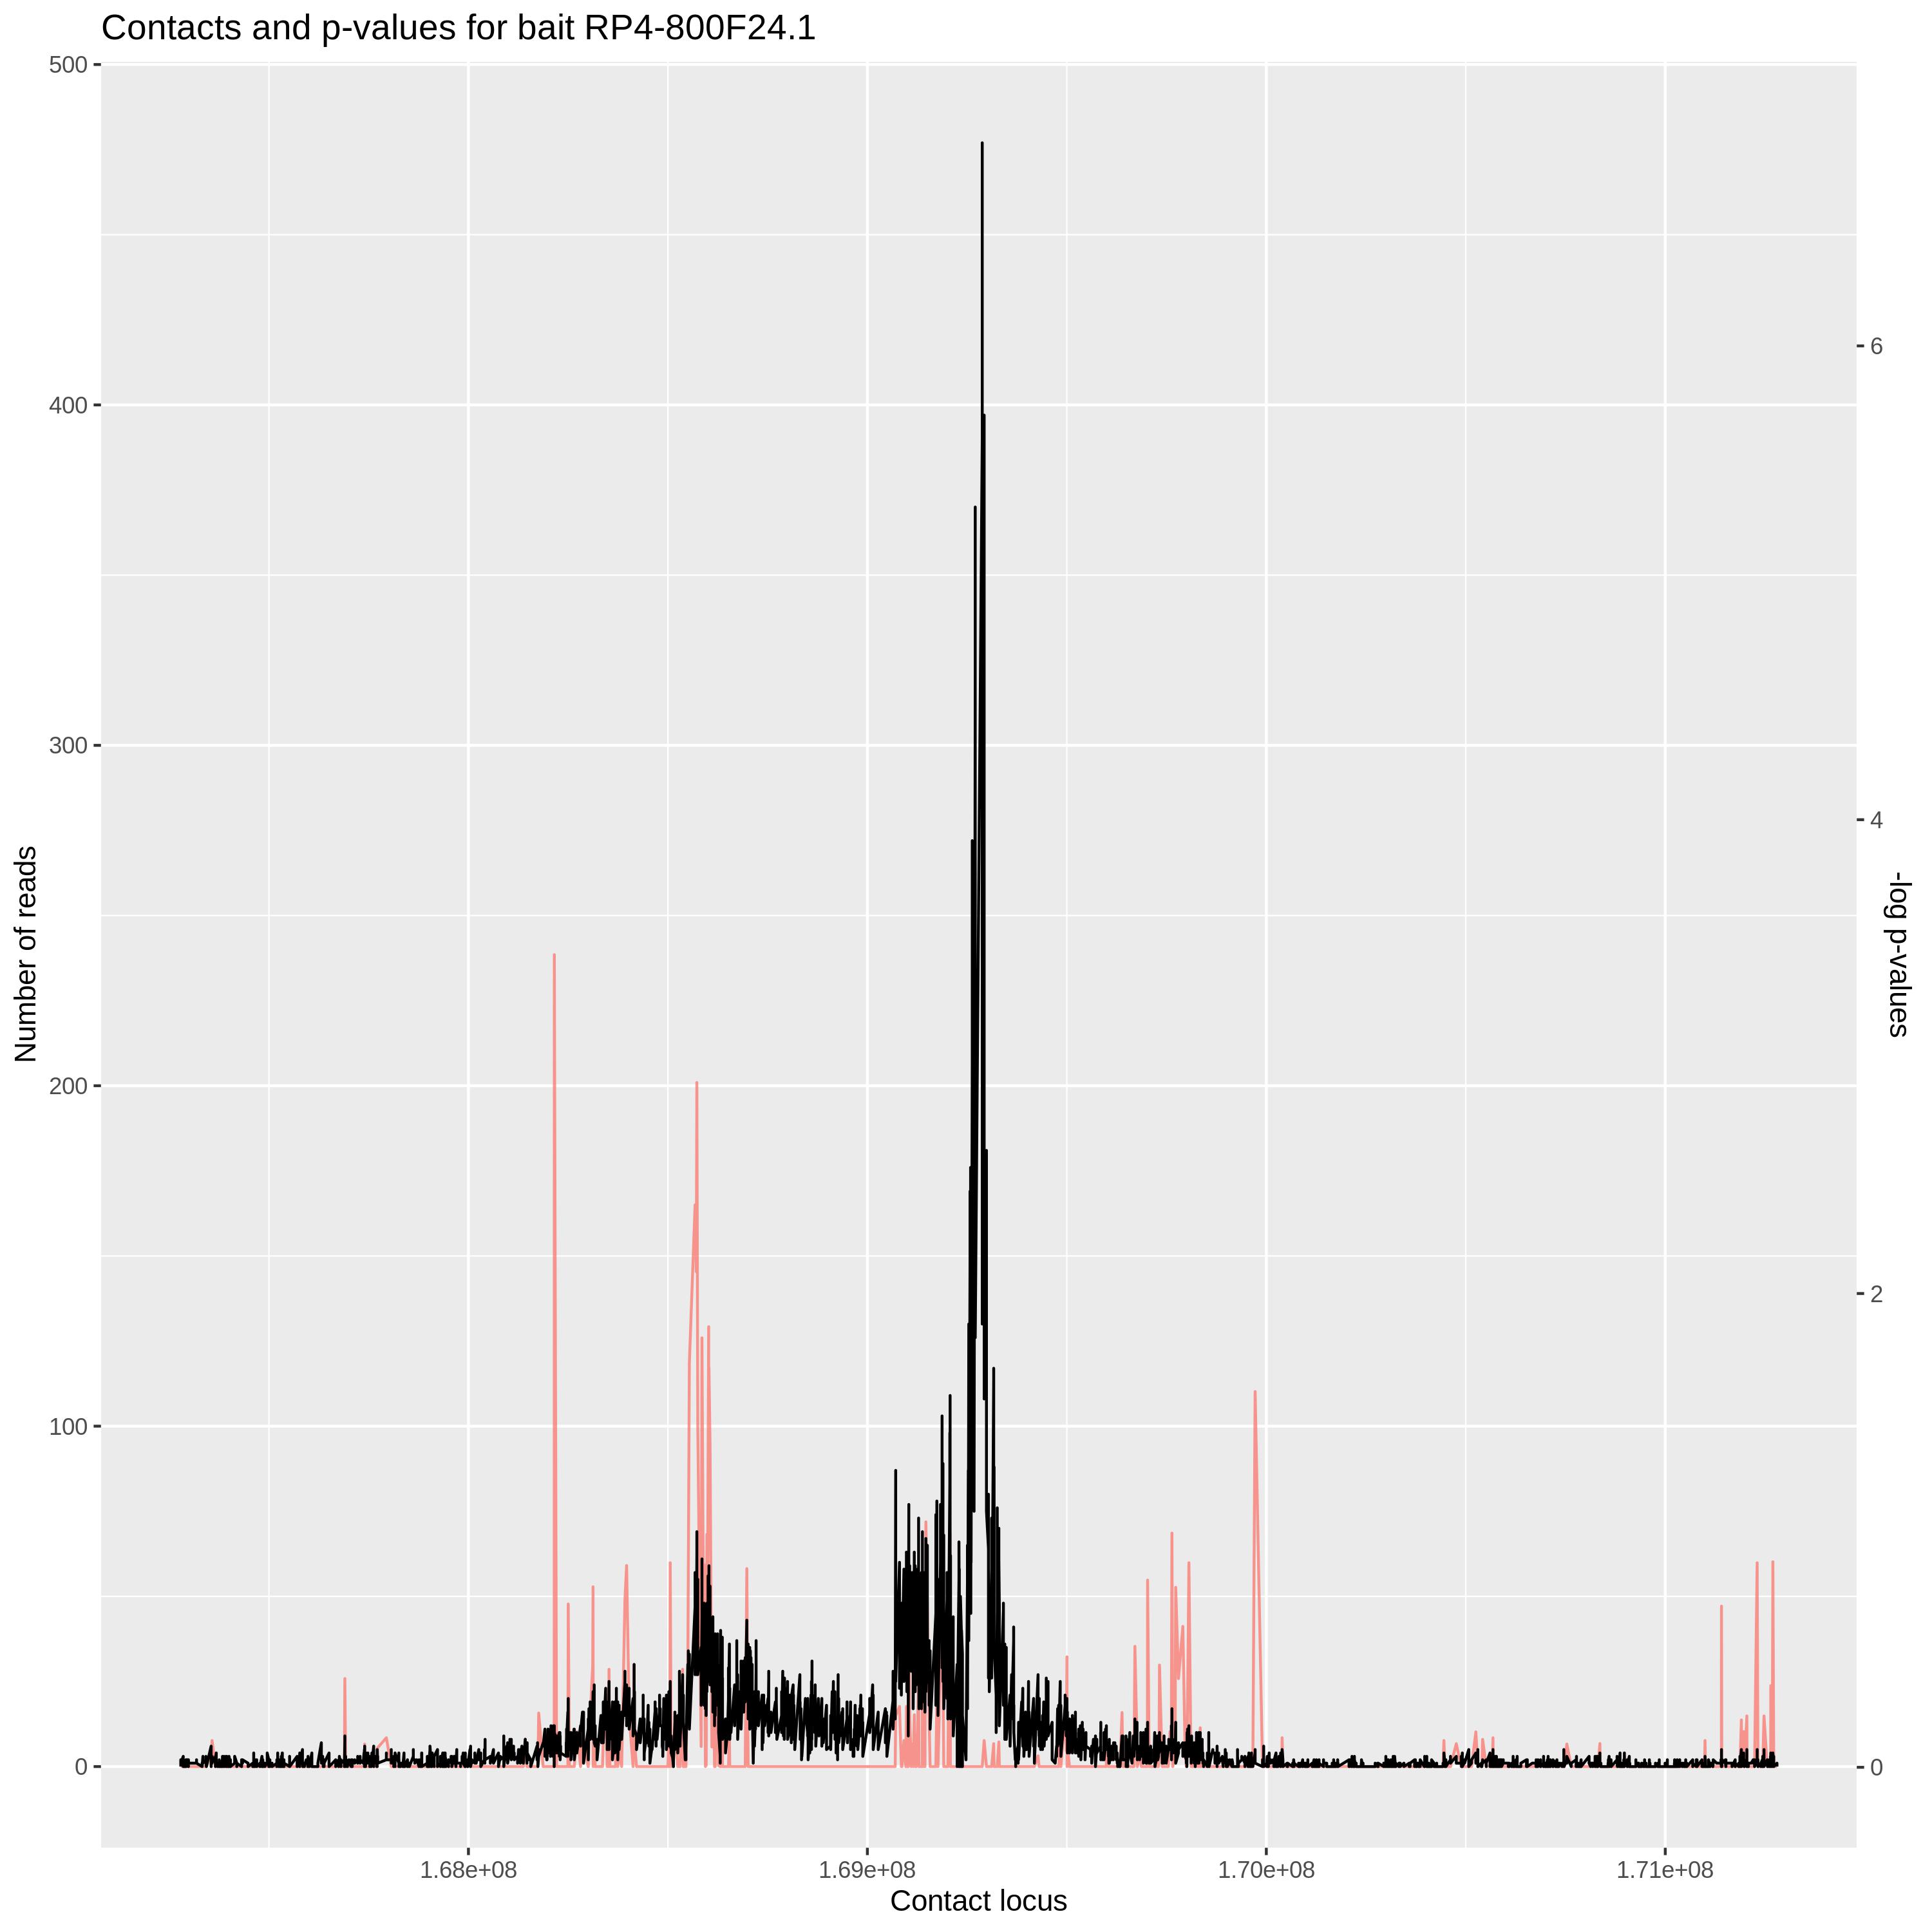 Contacts and p-values for bait RP4-800F24.1
500
400
300
200
100
0
Number of reads
6
4
2
0
-log p-values
1.68e+08
1.69e+08
1.70e+08
1.71e+08
Contact locus